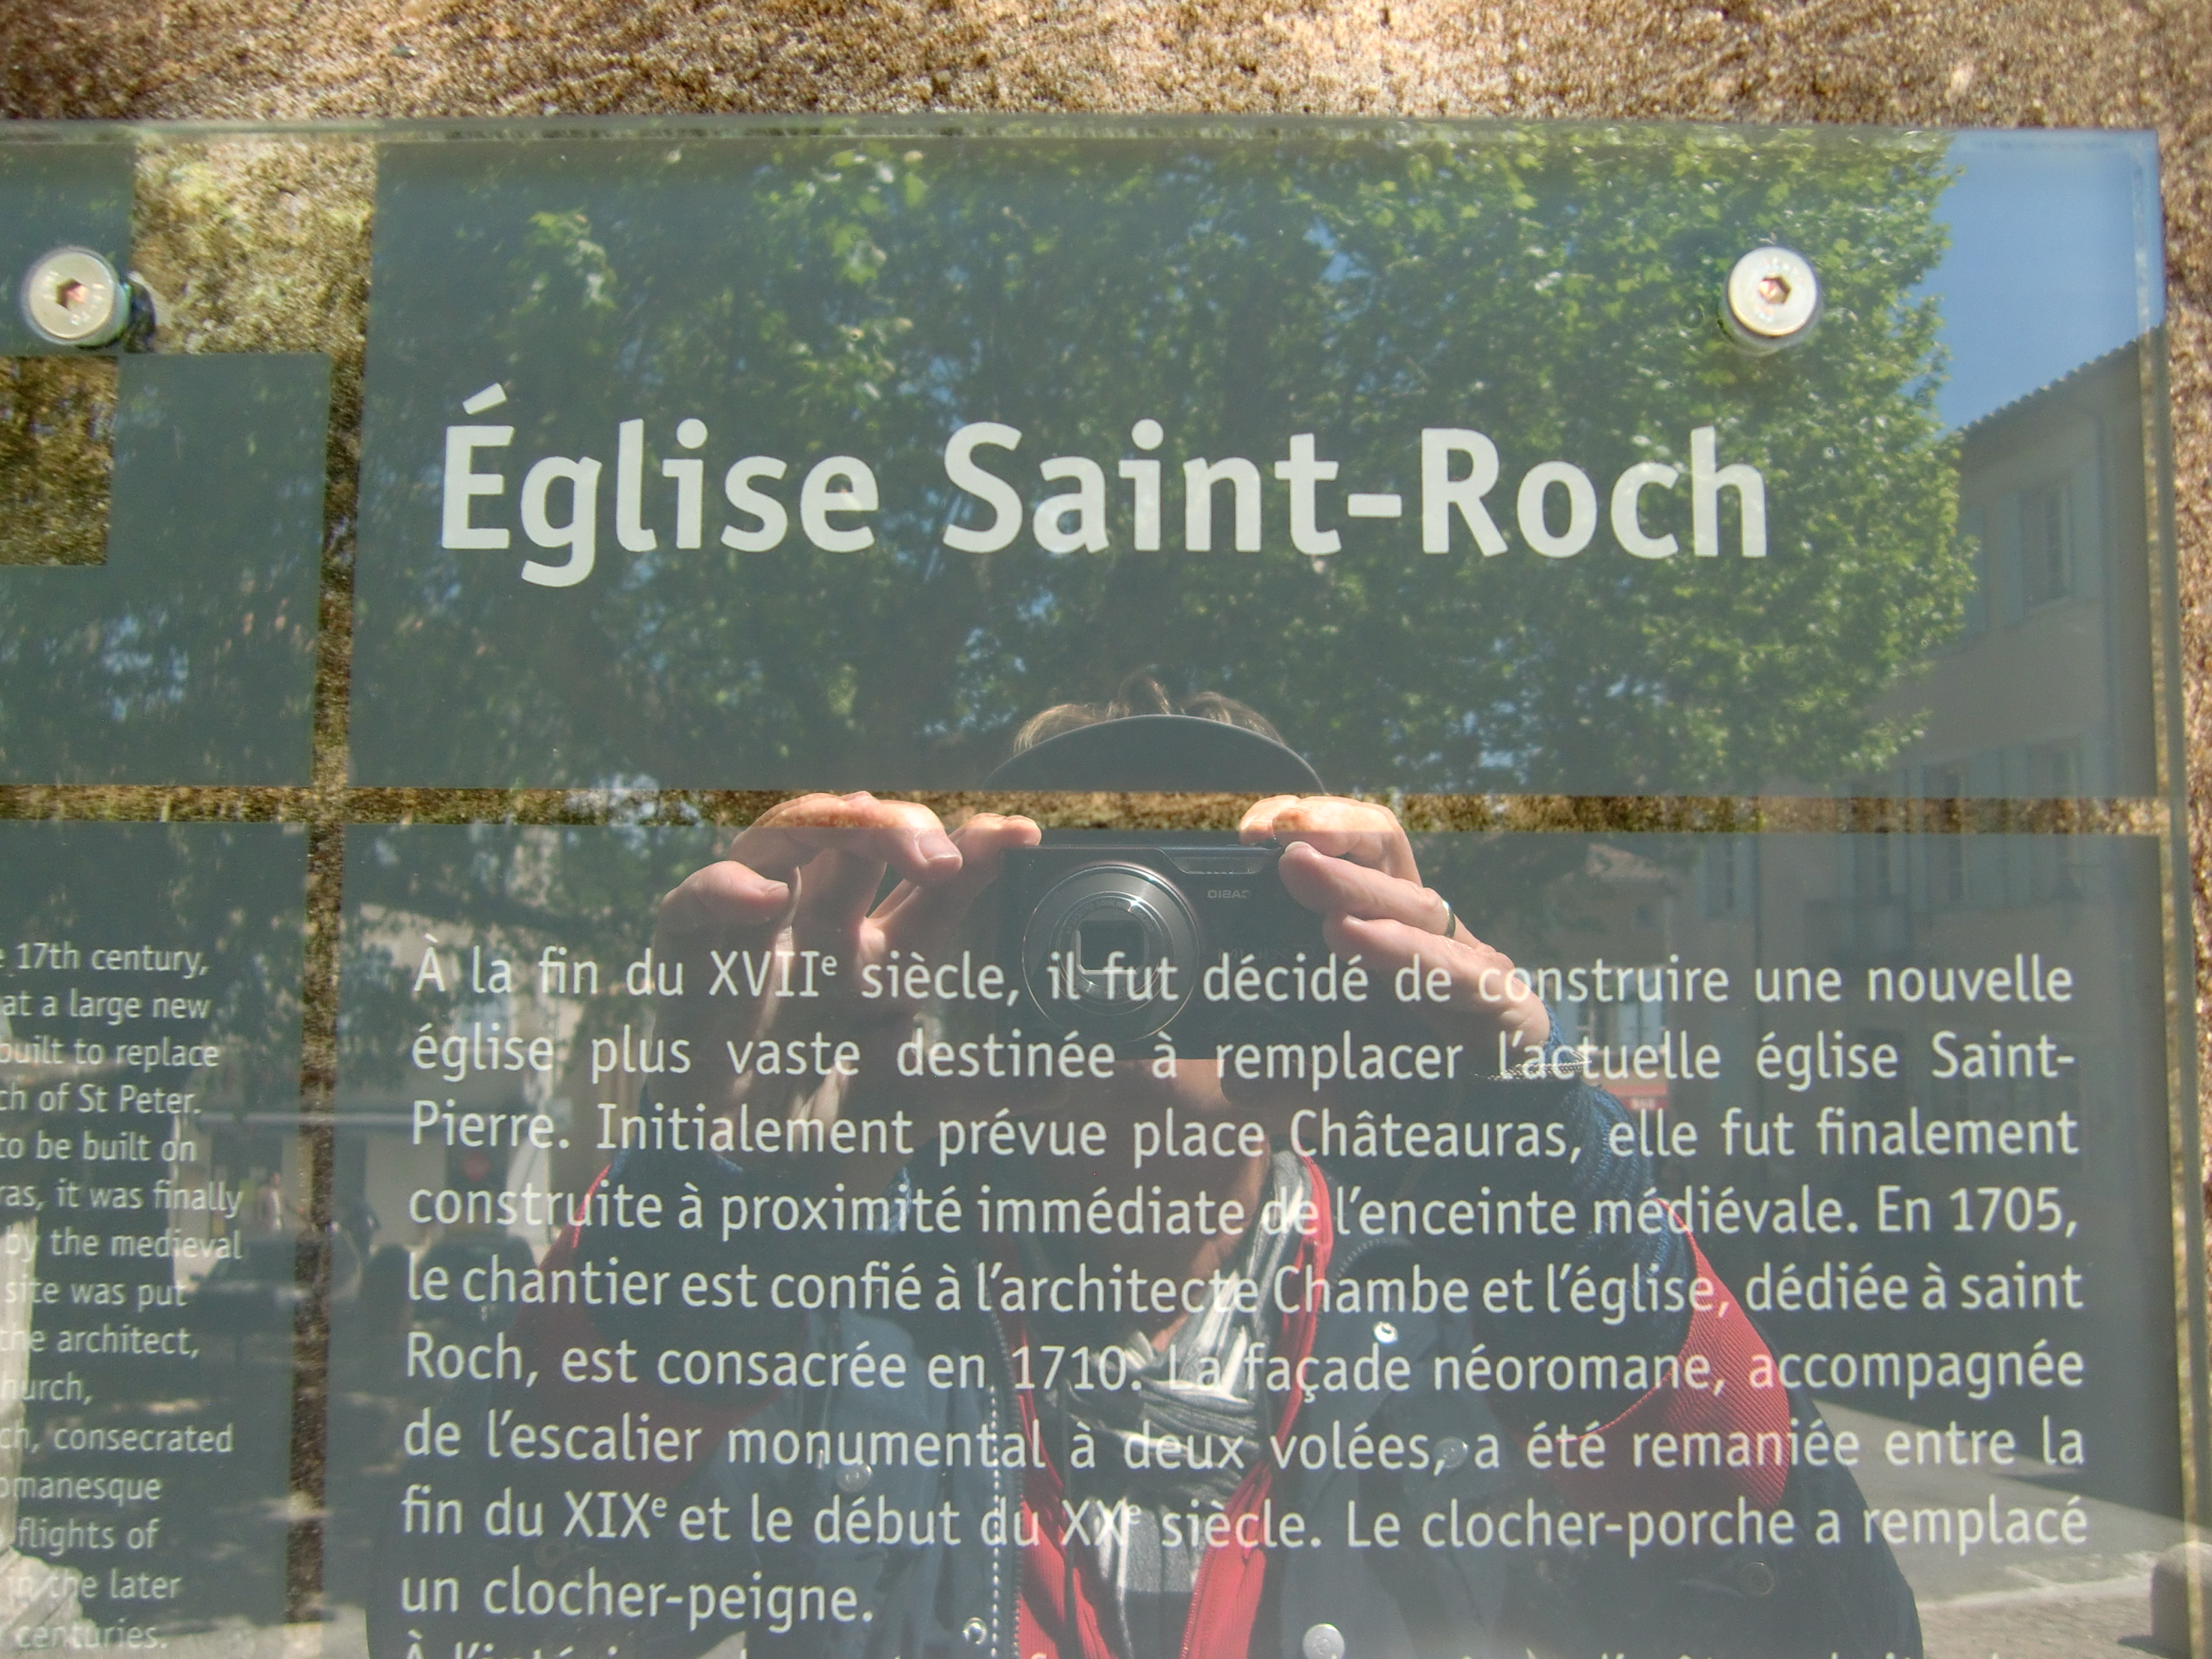 Église Saint-Roch
À la fin du XVIIe siècle, il fut décidé de construire une nouvelle
église plus vaste destinée à remplacer l'actuelle église Saint-
Pierre. Initialement prévue place Châteauras, elle fut finalement
construite à proximité immédiate de l'enceinte médiévale. En 1705,
le chantier est confié à l'architecte Chambe et l'église, dédiée à saint
Roch, est consacrée en 1710. La façade néoromane, accompagnée
de l'escalier monumental à deux volées, a été remaniée entre la
fin du XIXe et le début du XXe siècle. Le clocher-porche a remplacé
un clocher-peigne.
17th century,
at a large new
built to replace
of St Peter.
to be built on
it was finally
by the medieval
site was put
the architect,
consecrated
flights of
in the later
centuries.
CASIO